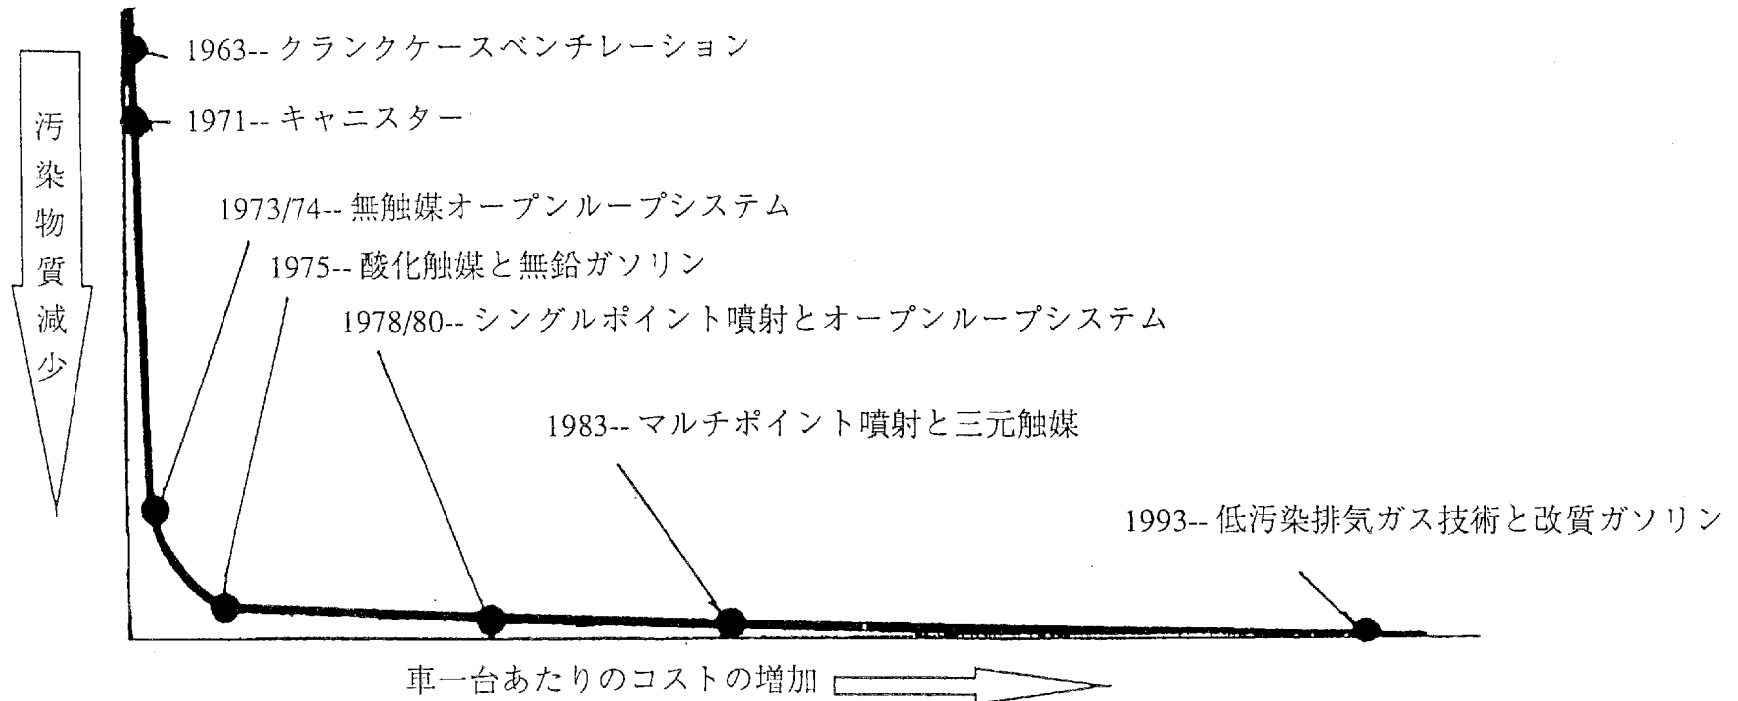 1963-- クランクケースベンチレーション
1971-- キャニスター
汚染物質減少
1973/74-- 無触媒オープンループシステム
1975-- 酸化触媒と無鉛ガソリン
1978/80-- シングルポイント噴射とオープンループシステム
1983-- マルチポイント噴射と三元触媒
1993-- 低汚染排気ガス技術と改質ガソリン
車一台あたりのコストの増加